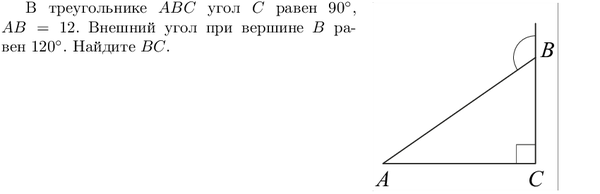 В треугольнике ABC угол C равен 90°,
AB = 12. Внешний угол при вершине B ра-
вен 120°. Найдите BC.
B
A
C